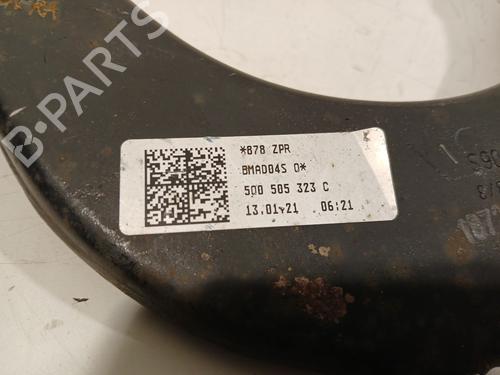 *878 ZPR
BMAD04S 0*
5Q0 505 323 C
13.01.21 06:21
B-PARTS